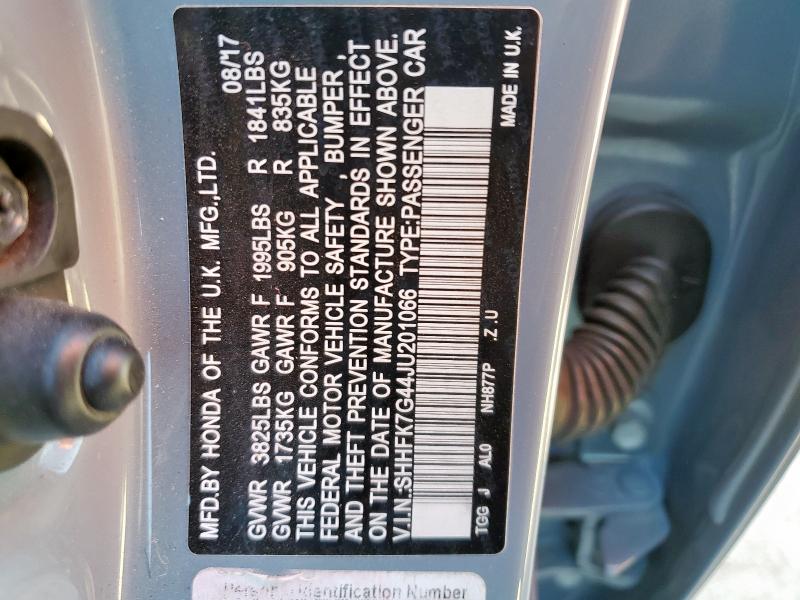 MFD.BY HONDA OF THE U.K. MFG.,LTD.
08/17
GVWR 3825LBS GAWR F 1995LBS R 1841LBS
GVWR 1735KG GAWR F 905KG R 835KG
THIS VEHICLE CONFORMS TO ALL APPLICABLE
FEDERAL MOTOR VEHICLE SAFETY , BUMPER ,
AND THEFT PREVENTION STANDARDS IN EFFECT
ON THE DATE OF MANUFACTURE SHOWN ABOVE.
V.I.N.:SHHFK7G44JU201066 TYPE:PASSENGER CAR
TGG J AL0 NH877P .Z .U MADE IN U.K.
Identification Number